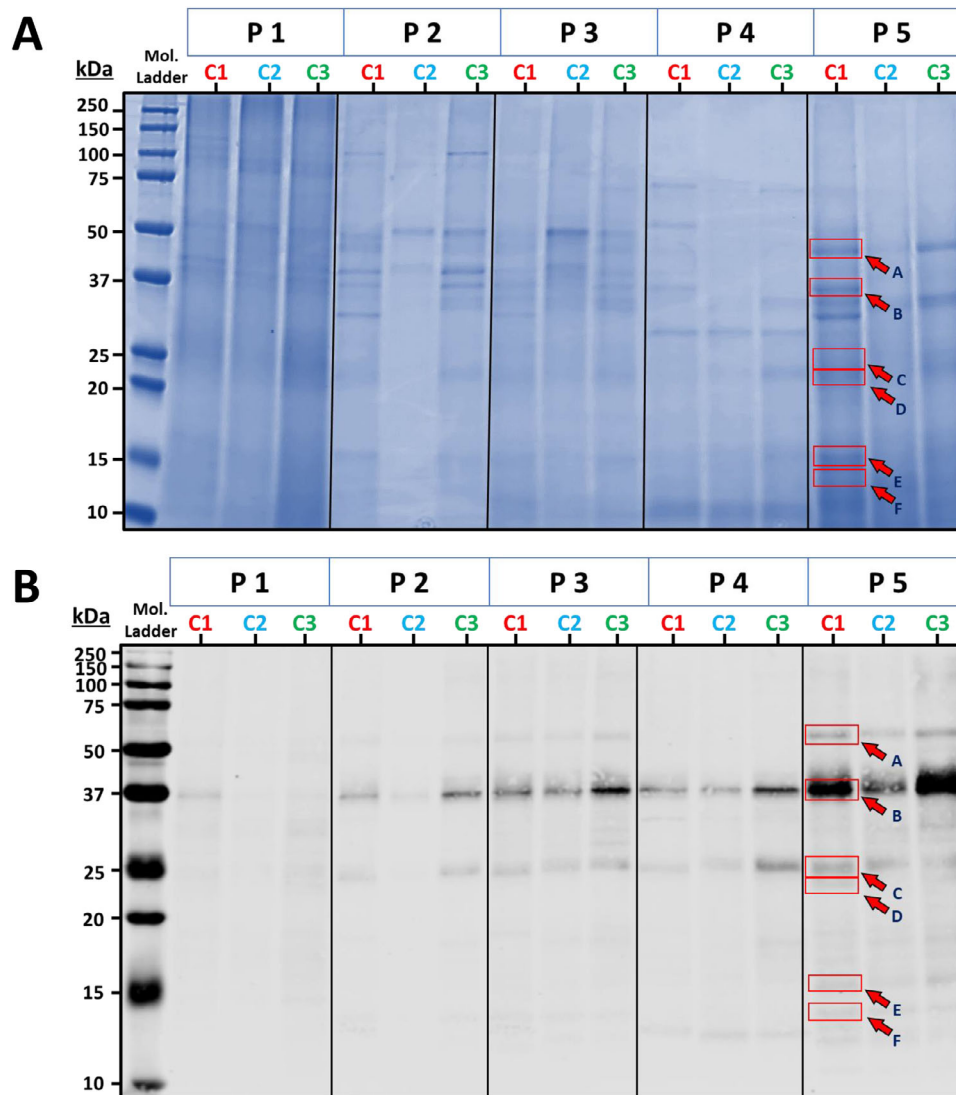 A
P 1 P 2 P 3 P 4 P 5
kDa Mol. Ladder C1 C2 C3 C1 C2 C3 C1 C2 C3 C1 C2 C3 C1 C2 C3
250
150
100
75
50
37
25
20
15
10
A
B
C
D
E
F
B
P 1 P 2 P 3 P 4 P 5
kDa Mol. Ladder C1 C2 C3 C1 C2 C3 C1 C2 C3 C1 C2 C3 C1 C2 C3
250
150
100
75
50
37
25
20
15
10
A
B
C
D
E
F